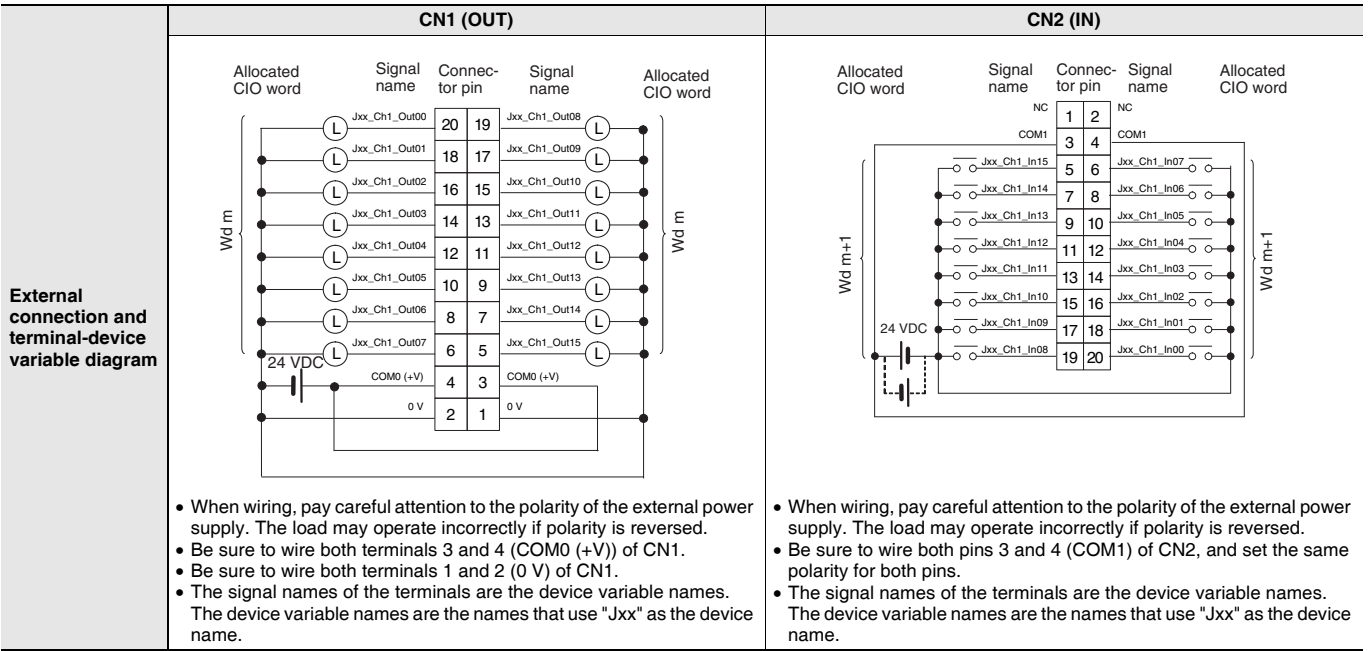 CN1 (OUT)
CN2 (IN)
External
connection and
terminal-device
variable diagram
Allocated
CIO word
Signal
name
Connec-
tor pin
Signal
name
Allocated
CIO word
Jxx_Ch1_Out00 20 19 Jxx_Ch1_Out08
L L
Jxx_Ch1_Out01 18 17 Jxx_Ch1_Out09
L L
Jxx_Ch1_Out02 16 15 Jxx_Ch1_Out10
L L
Jxx_Ch1_Out03 14 13 Jxx_Ch1_Out11
L L
Wd m
Wd m
Jxx_Ch1_Out04 12 11 Jxx_Ch1_Out12
L L
Jxx_Ch1_Out05 10 9 Jxx_Ch1_Out13
L L
Jxx_Ch1_Out06 8 7 Jxx_Ch1_Out14
L L
Jxx_Ch1_Out07 6 5 Jxx_Ch1_Out15
L L
24 VDC
COM0 (+V) 4 3 COM0 (+V)
0 V 2 1 0 V
• When wiring, pay careful attention to the polarity of the external power
supply. The load may operate incorrectly if polarity is reversed.
• Be sure to wire both terminals 3 and 4 (COM0 (+V)) of CN1.
• Be sure to wire both terminals 1 and 2 (0 V) of CN1.
• The signal names of the terminals are the device variable names.
The device variable names are the names that use "Jxx" as the device
name.
Allocated
CIO word
Signal
name
Connec-
tor pin
Signal
name
Allocated
CIO word
NC 1 2 NC
COM1 3 4 COM1
Jxx_Ch1_In15 5 6 Jxx_Ch1_In07
Jxx_Ch1_In14 7 8 Jxx_Ch1_In06
Jxx_Ch1_In13 9 10 Jxx_Ch1_In05
Jxx_Ch1_In12 11 12 Jxx_Ch1_In04
Wd m+1
Wd m+1
Jxx_Ch1_In11 13 14 Jxx_Ch1_In03
Jxx_Ch1_In10 15 16 Jxx_Ch1_In02
24 VDC
Jxx_Ch1_In09 17 18 Jxx_Ch1_In01
Jxx_Ch1_In08 19 20 Jxx_Ch1_In00
• When wiring, pay careful attention to the polarity of the external power
supply. The load may operate incorrectly if polarity is reversed.
• Be sure to wire both pins 3 and 4 (COM1) of CN2, and set the same
polarity for both pins.
• The signal names of the terminals are the device variable names.
The device variable names are the names that use "Jxx" as the device
name.